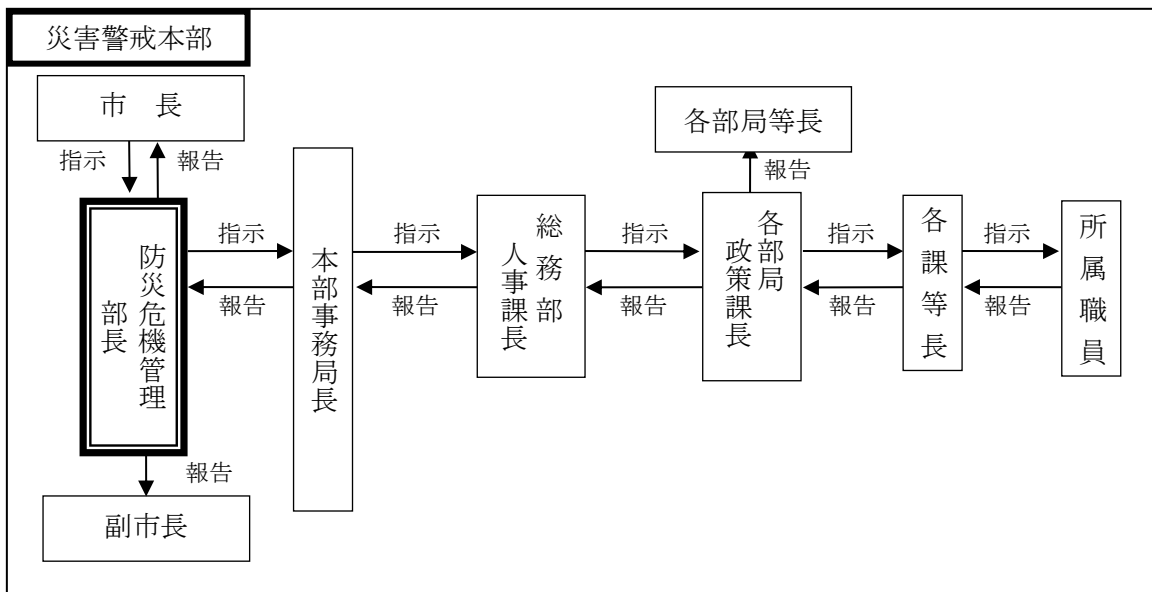 災害警戒本部
市　長
各部局等長
指示
報告
報告
防災危機管理
部長
本部事務局長
総務部
人事課長
各部局
政策課長
各課等長
所属職員
指示
指示
指示
指示
指示
報告
報告
報告
報告
報告
報告
副市長